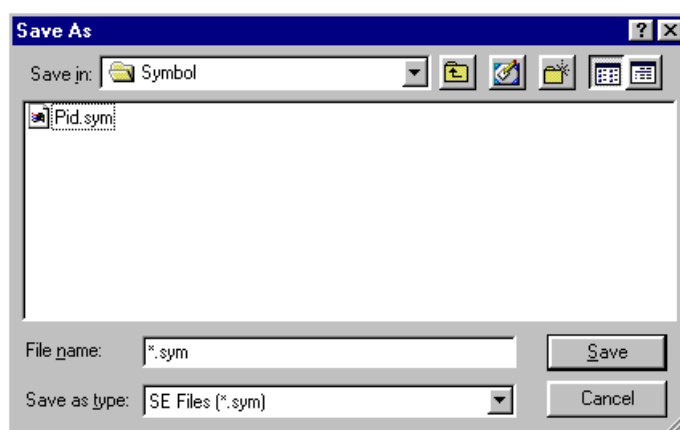 Save As
Save in: Symbol
Pid.sym
File name: *.sym Save
Save as type: SE Files (*.sym) Cancel